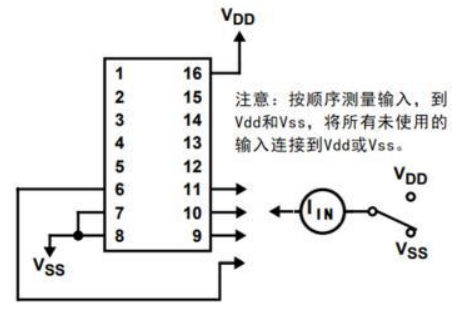 VDD
1 16
2 15
3 14
4 13
5 12
6 11
7 10
8 9
VSS
注意：按顺序测量输入，到
Vdd和Vss，将所有未使用的
输入连接到Vdd或Vss。
VDD
IIN
VSS